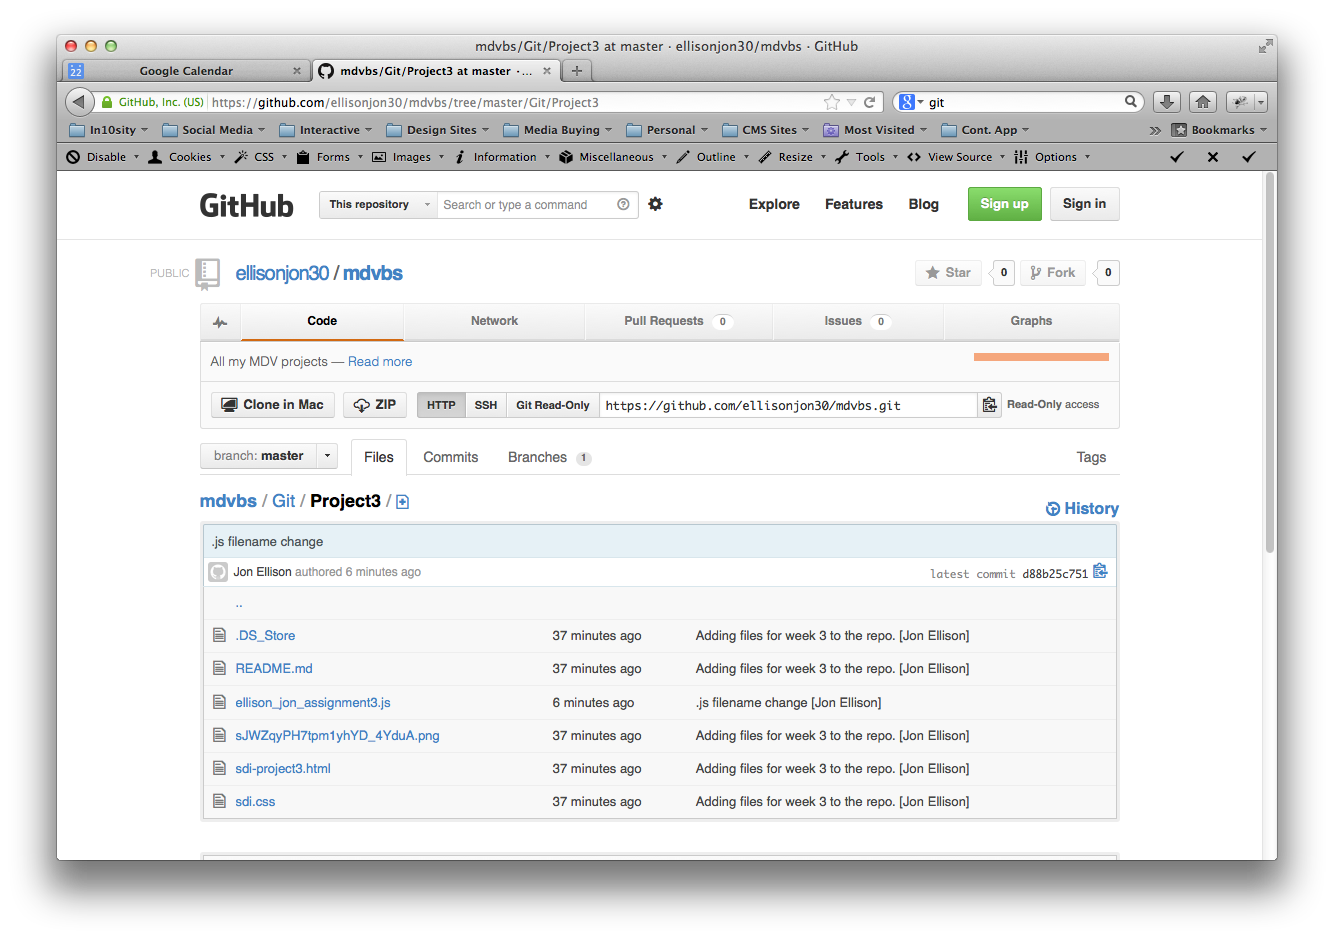 mdvbs/Git/Project3 at master · ellisonjon30/mdvbs · GitHub
22 Google Calendar × mdvbs/Git/Project3 at master ·... × +
GitHub, Inc. (US) https://github.com/ellisonjon30/mdvbs/tree/master/Git/Project3 8 git
In10sity Social Media Interactive Design Sites Media Buying Personal CMS Sites Most Visited Cont. App » Bookmarks
Disable Cookies CSS Forms Images Information Miscellaneous Outline Resize Tools View Source Options
GitHub This repository Search or type a command Explore Features Blog Sign up Sign in
PUBLIC ellisonjon30 / mdvbs Star 0 Fork 0
Code Network Pull Requests 0 Issues 0 Graphs
All my MDV projects — Read more
Clone in Mac ZIP HTTP SSH Git Read-Only https://github.com/ellisonjon30/mdvbs.git Read-Only access
branch: master Files Commits Branches 1 Tags
mdvbs / Git / Project3 / History
.js filename change
Jon Ellison authored 6 minutes ago latest commit d88b25c751
..
.DS_Store 37 minutes ago Adding files for week 3 to the repo. [Jon Ellison]
README.md 37 minutes ago Adding files for week 3 to the repo. [Jon Ellison]
ellison_jon_assignment3.js 6 minutes ago .js filename change [Jon Ellison]
sJWZqyPH7tpm1yhYD_4YduA.png 37 minutes ago Adding files for week 3 to the repo. [Jon Ellison]
sdi-project3.html 37 minutes ago Adding files for week 3 to the repo. [Jon Ellison]
sdi.css 37 minutes ago Adding files for week 3 to the repo. [Jon Ellison]